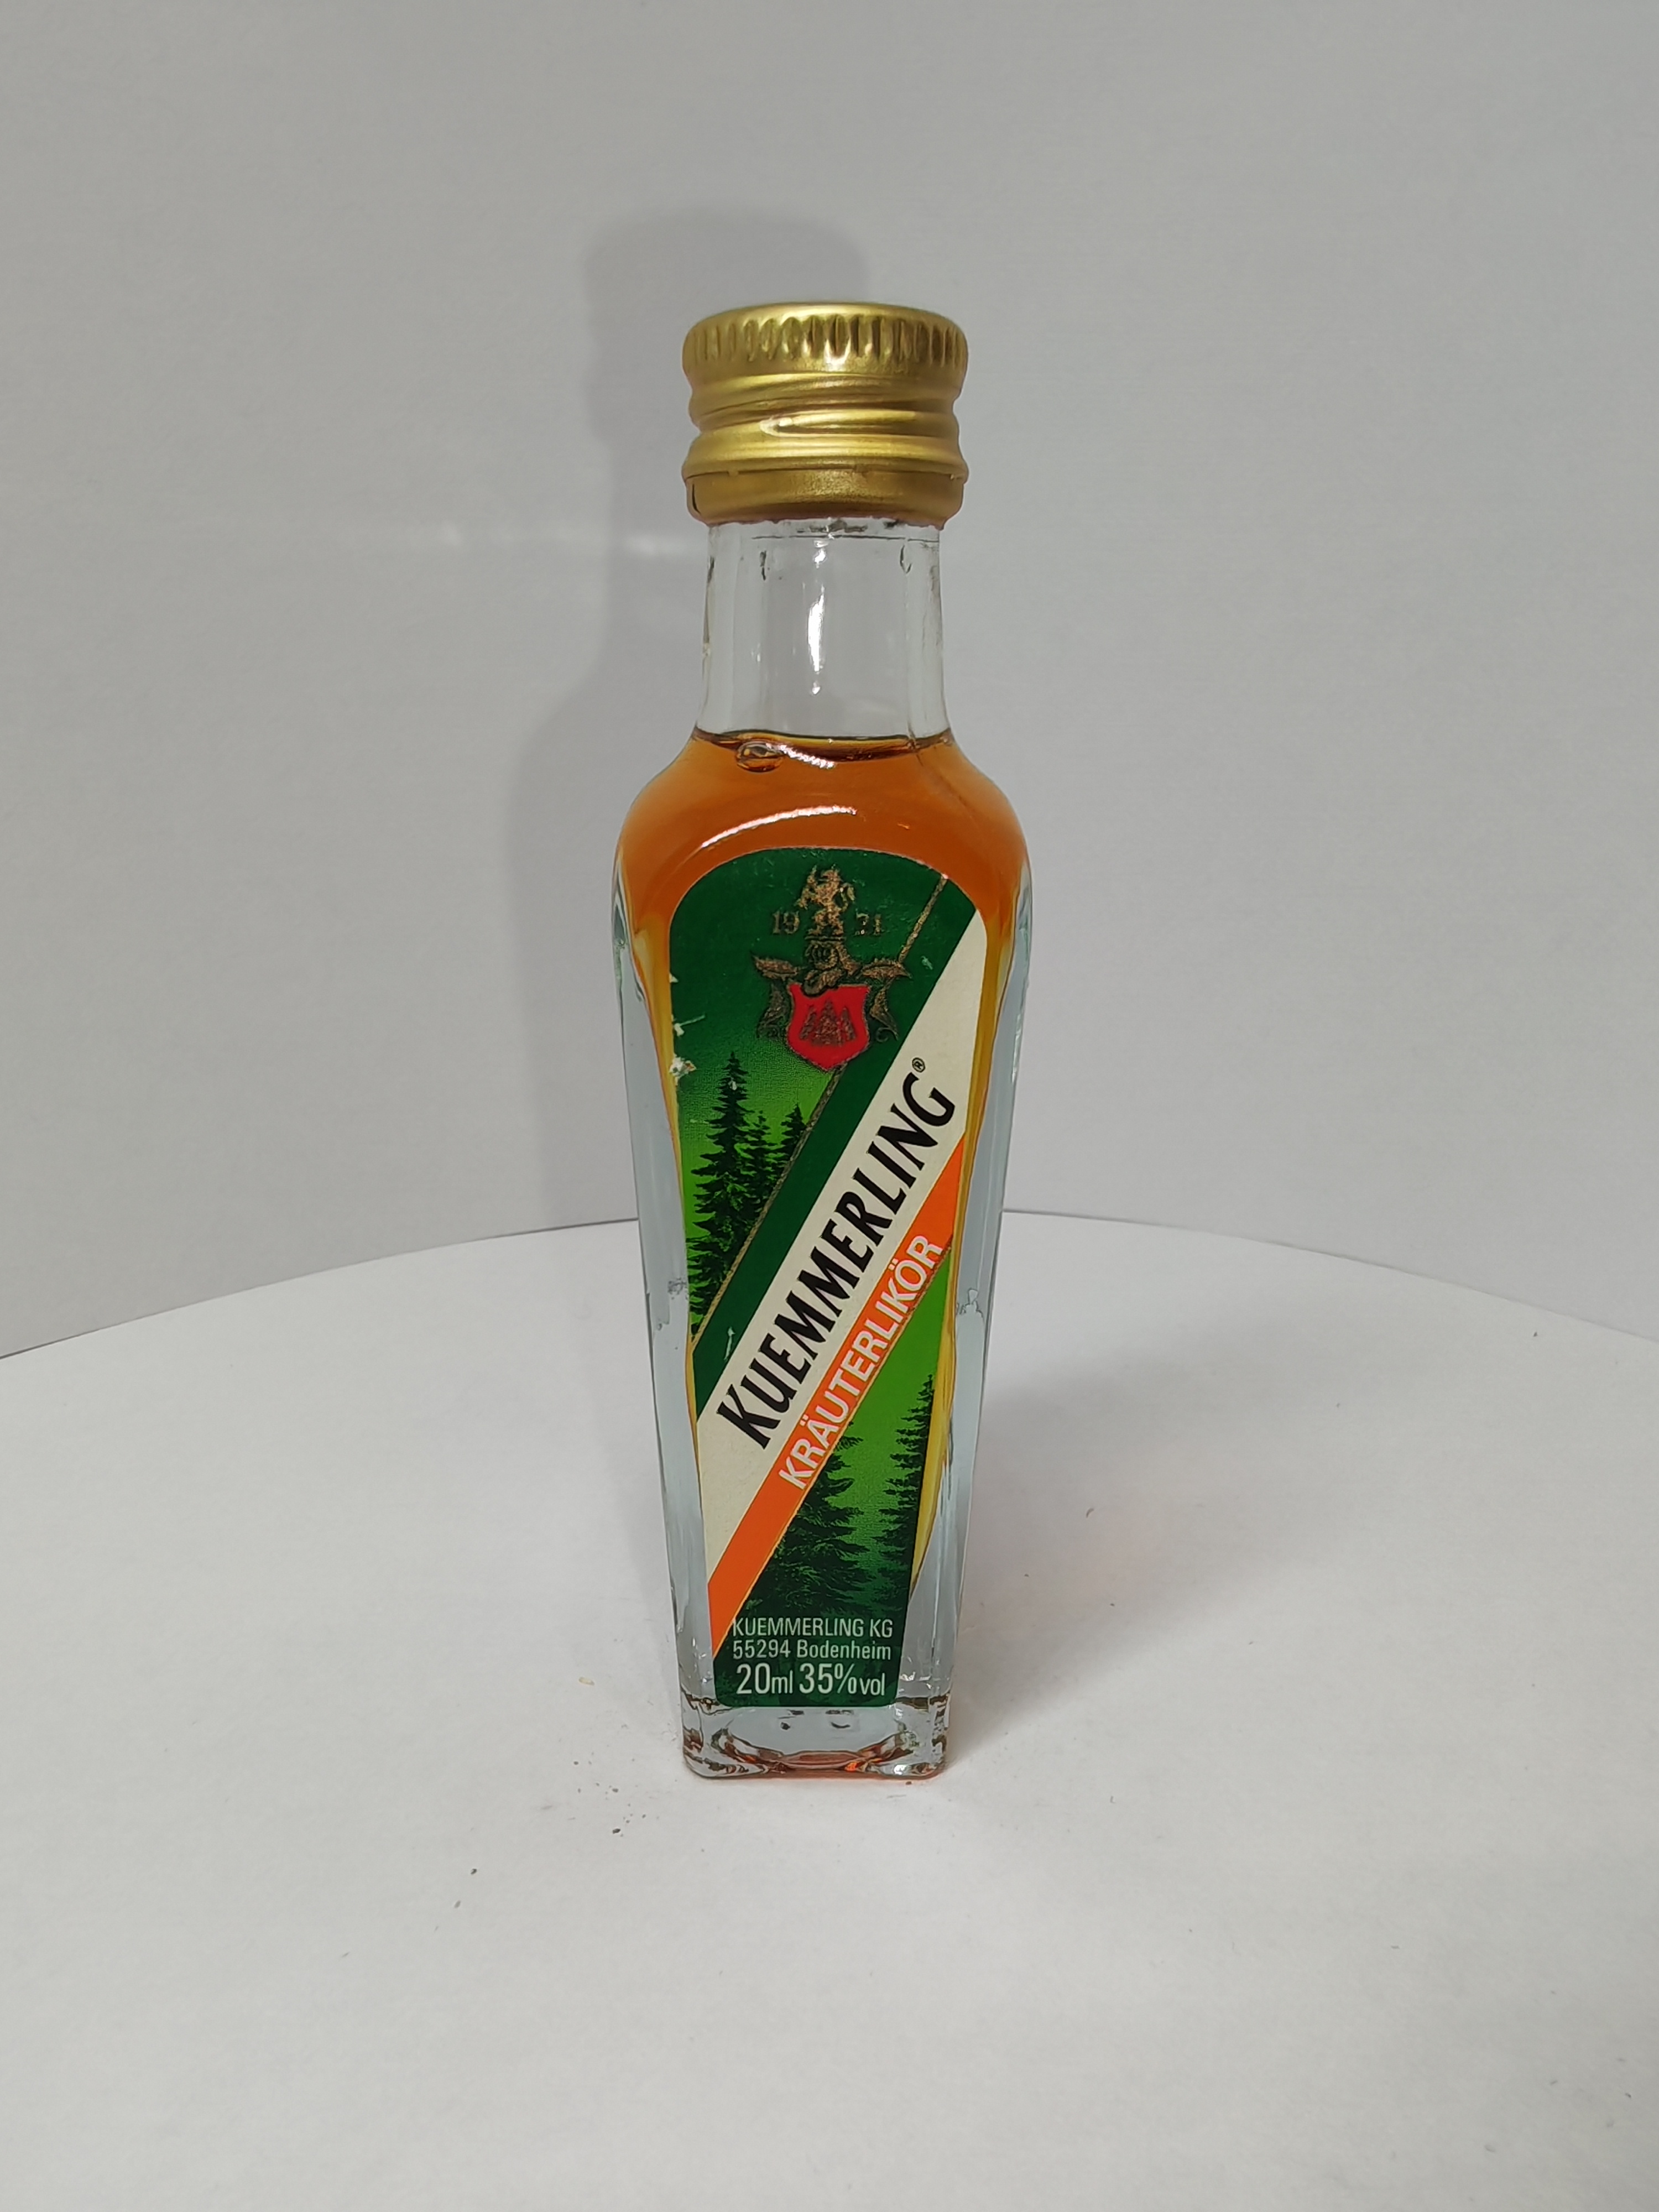 19 21
KUEMMERLING®
KRÄUTERLIKÖR
KUEMMERLING KG
55294 Bodenheim
20ml 35%vol